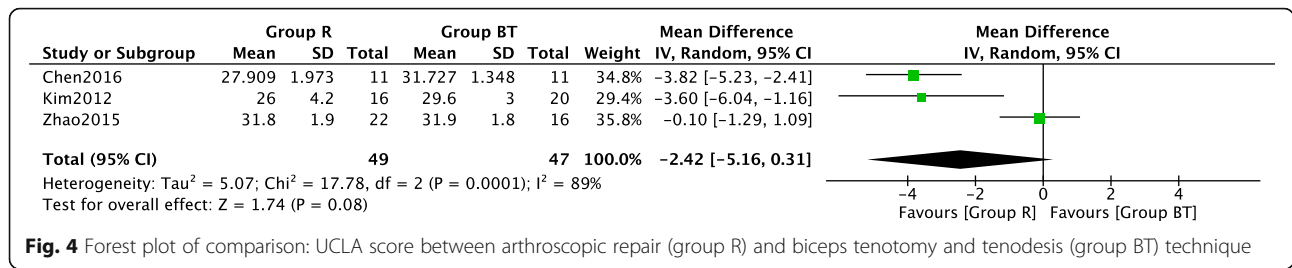 Group R Group BT Mean Difference Mean Difference
Study or Subgroup Mean SD Total Mean SD Total Weight IV, Random, 95% CI IV, Random, 95% CI
Chen2016 27.909 1.973 11 31.727 1.348 11 34.8% −3.82 [−5.23, −2.41]
Kim2012 26 4.2 16 29.6 3 20 29.4% −3.60 [−6.04, −1.16]
Zhao2015 31.8 1.9 22 31.9 1.8 16 35.8% −0.10 [−1.29, 1.09]
Total (95% CI) 49 47 100.0% −2.42 [−5.16, 0.31]
Heterogeneity: Tau² = 5.07; Chi² = 17.78, df = 2 (P = 0.0001); I² = 89%
Test for overall effect: Z = 1.74 (P = 0.08)
−4 −2 0 2 4
Favours [Group R] Favours [Group BT]
Fig. 4 Forest plot of comparison: UCLA score between arthroscopic repair (group R) and biceps tenotomy and tenodesis (group BT) technique